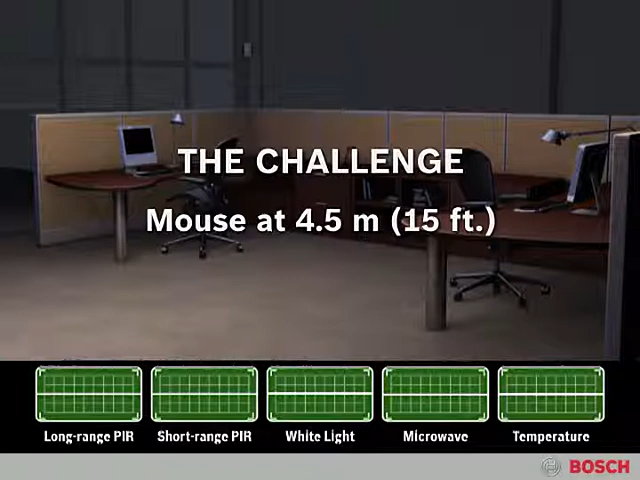 THE CHALLENGE
Mouse at 4.5 m (15 ft.)
Long-range PIR
Short-range PIR
White Light
Microwave
Temperature
BOSCH